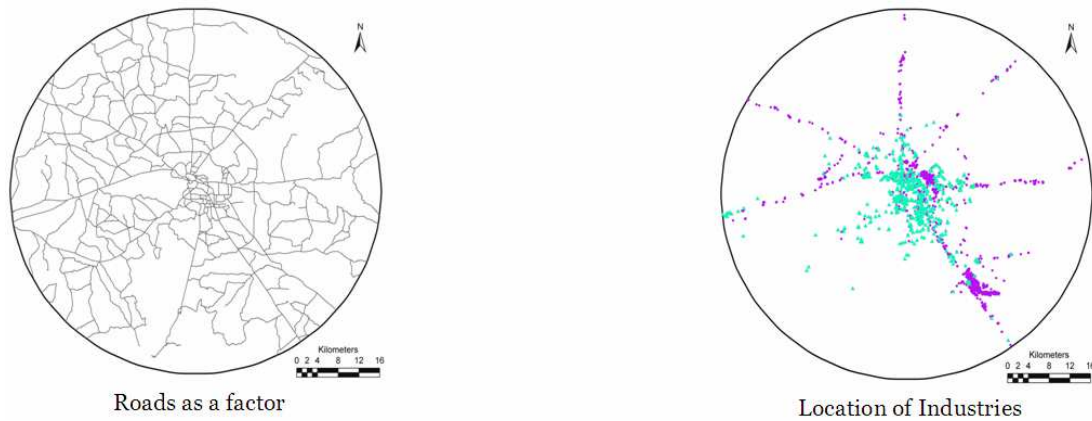 N
Kilometers
0 2 4 8 12 16
Roads as a factor
N
Kilometers
0 2 4 8 12 16
Location of Industries